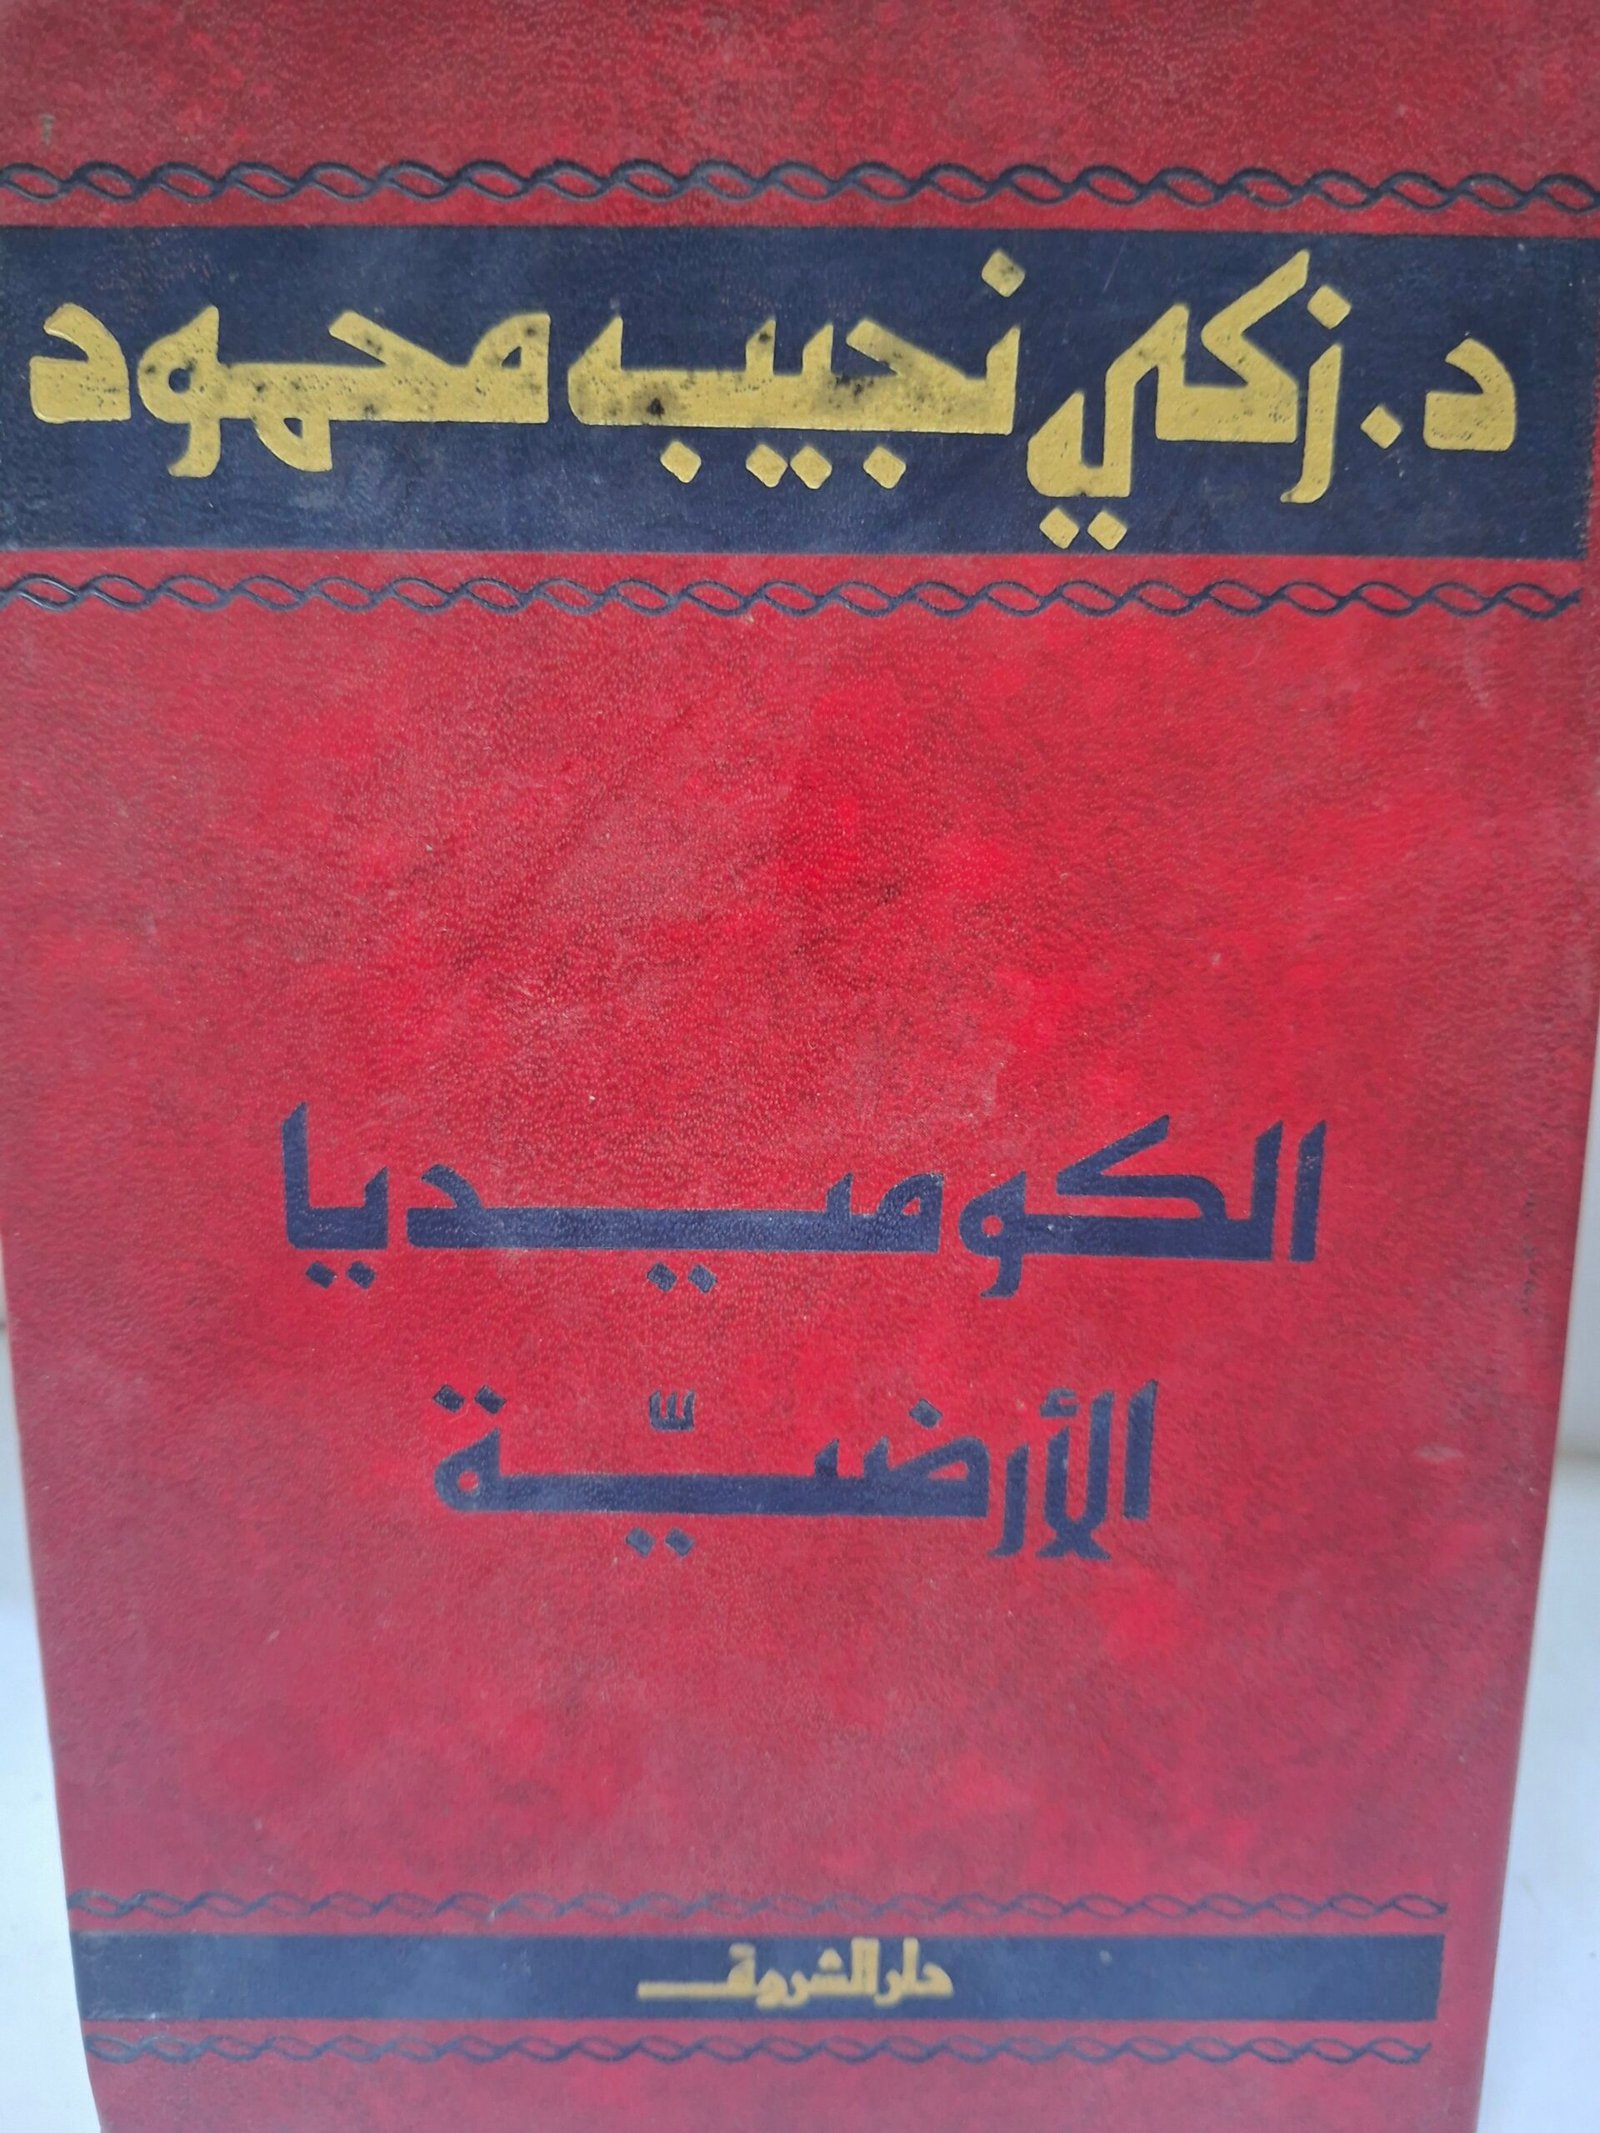 د. زكي نجيب محمود
الكوميديا
الأرضيّة
دار الشروق